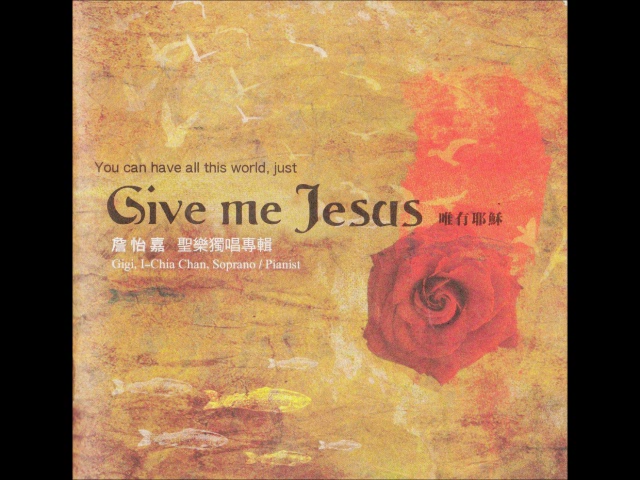 You can have all this world, just
Give me Jesus 唯有耶穌
詹怡嘉 聖樂獨唱專輯
Gigi, I-Chia Chan, Soprano / Pianist